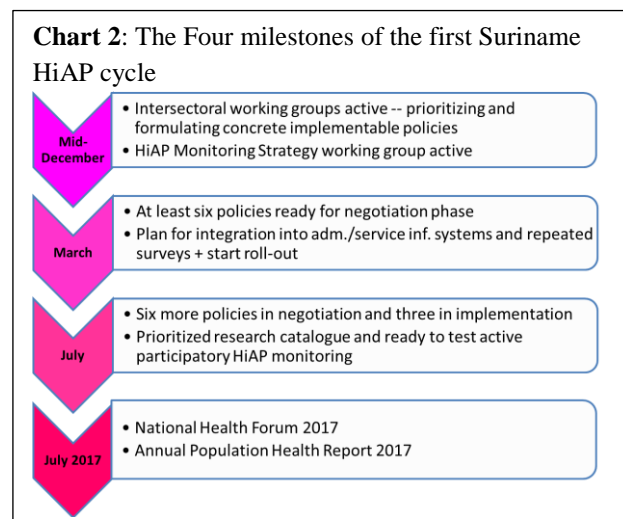 Chart 2: The Four milestones of the first Suriname
HiAP cycle
Mid-
December
• Intersectoral working groups active -- prioritizing and
formulating concrete implementable policies
• HiAP Monitoring Strategy working group active
March
• At least six policies ready for negotiation phase
• Plan for integration into adm./service inf. systems and repeated
surveys + start roll-out
July
• Six more policies in negotiation and three in implementation
• Prioritized research catalogue and ready to test active
participatory HiAP monitoring
July 2017
• National Health Forum 2017
• Annual Population Health Report 2017